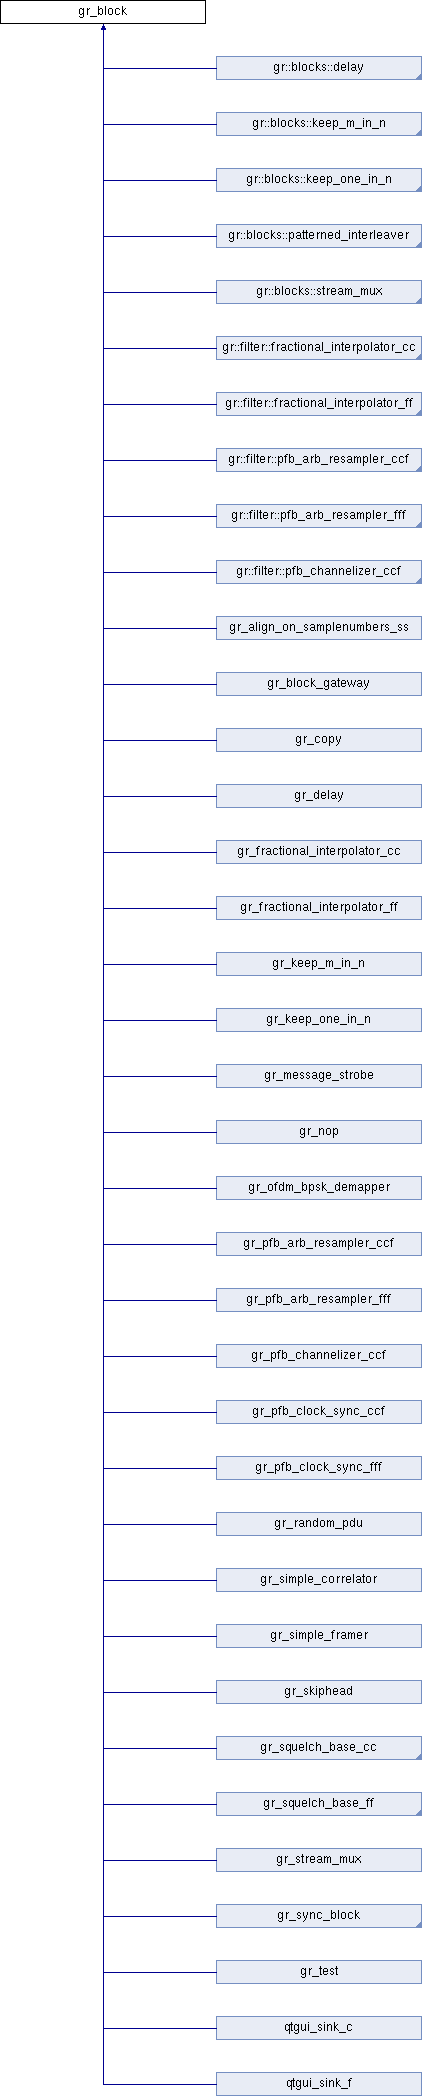 gr_block
gr::blocks::delay
gr::blocks::keep_m_in_n
gr::blocks::keep_one_in_n
gr::blocks::patterned_interleaver
gr::blocks::stream_mux
gr::filter::fractional_interpolator_cc
gr::filter::fractional_interpolator_ff
gr::filter::pfb_arb_resampler_ccf
gr::filter::pfb_arb_resampler_fff
gr::filter::pfb_channelizer_ccf
gr_align_on_samplenumbers_ss
gr_block_gateway
gr_copy
gr_delay
gr_fractional_interpolator_cc
gr_fractional_interpolator_ff
gr_keep_m_in_n
gr_keep_one_in_n
gr_message_strobe
gr_nop
gr_ofdm_bpsk_demapper
gr_pfb_arb_resampler_ccf
gr_pfb_arb_resampler_fff
gr_pfb_channelizer_ccf
gr_pfb_clock_sync_ccf
gr_pfb_clock_sync_fff
gr_random_pdu
gr_simple_correlator
gr_simple_framer
gr_skiphead
gr_squelch_base_cc
gr_squelch_base_ff
gr_stream_mux
gr_sync_block
gr_test
qtgui_sink_c
qtgui_sink_f